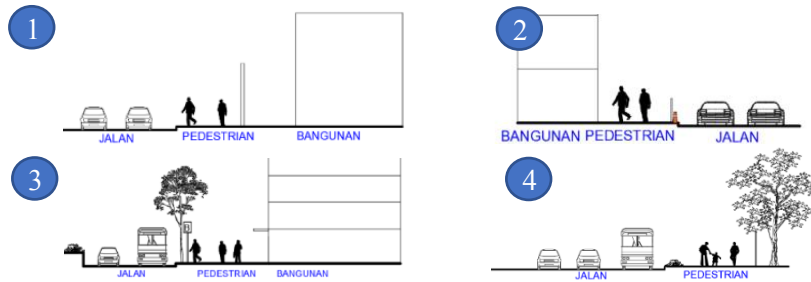 1
JALAN PEDESTRIAN BANGUNAN
2
BANGUNAN PEDESTRIAN JALAN
3
JALAN PEDESTRIAN BANGUNAN
4
JALAN PEDESTRIAN